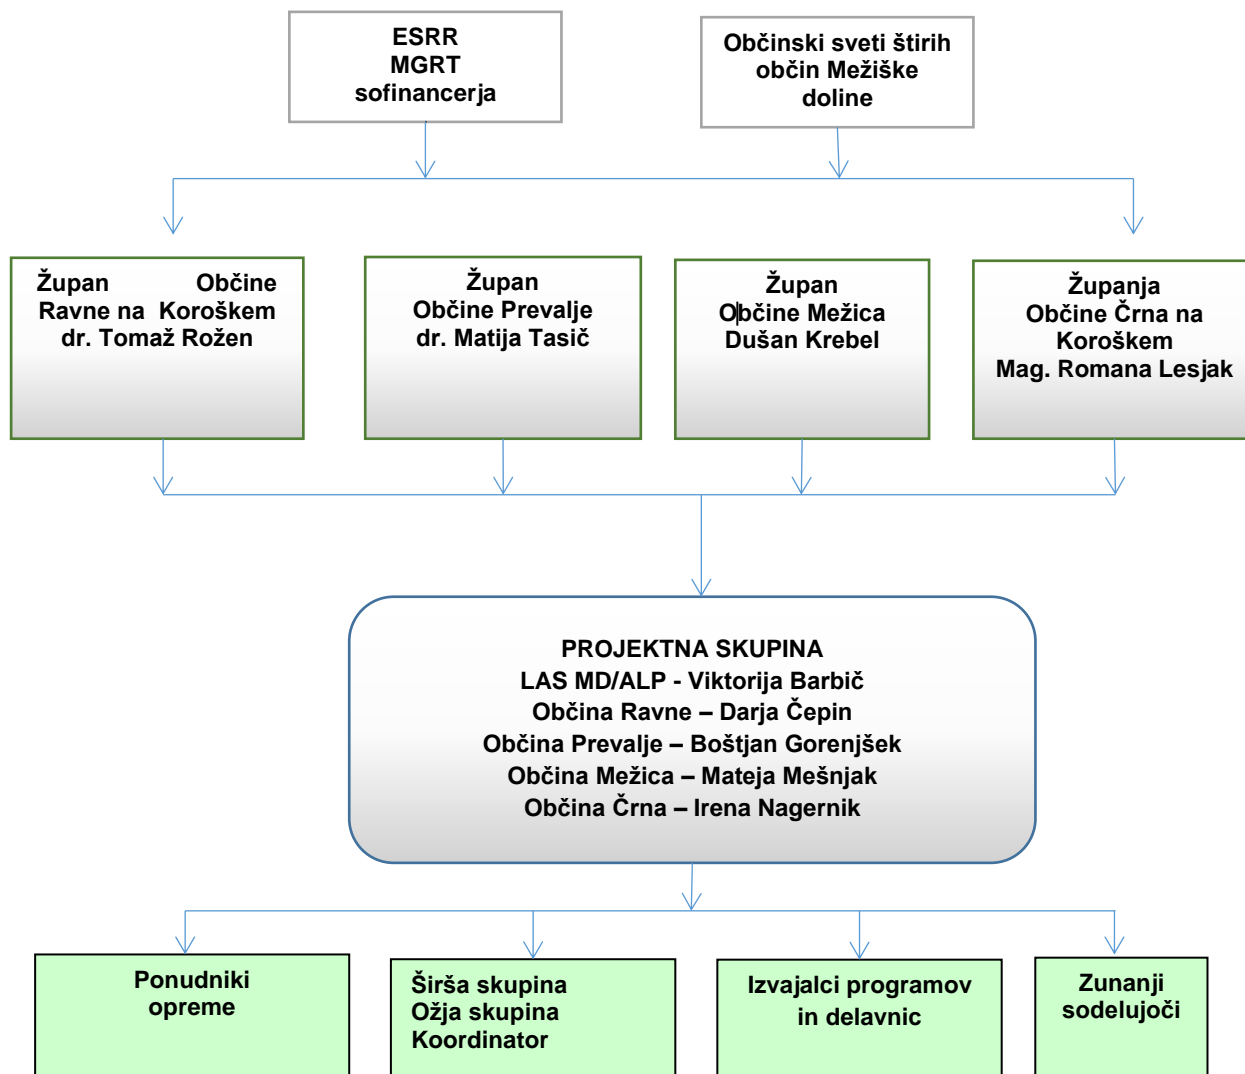 ESRR
MGRT
sofinancerja
Občinski sveti štirih
občin Mežiške
doline
Župan Občine
Ravne na Koroškem
dr. Tomaž Rožen
Župan
Občine Prevalje
dr. Matija Tasič
Župan
Občine Mežica
Dušan Krebel
Županja
Občine Črna na
Koroškem
Mag. Romana Lesjak
PROJEKTNA SKUPINA
LAS MD/ALP - Viktorija Barbič
Občina Ravne – Darja Čepin
Občina Prevalje – Boštjan Gorenjšek
Občina Mežica – Mateja Mešnjak
Občina Črna – Irena Nagernik
Ponudniki
opreme
Širša skupina
Ožja skupina
Koordinator
Izvajalci programov
in delavnic
Zunanji
sodelujoči